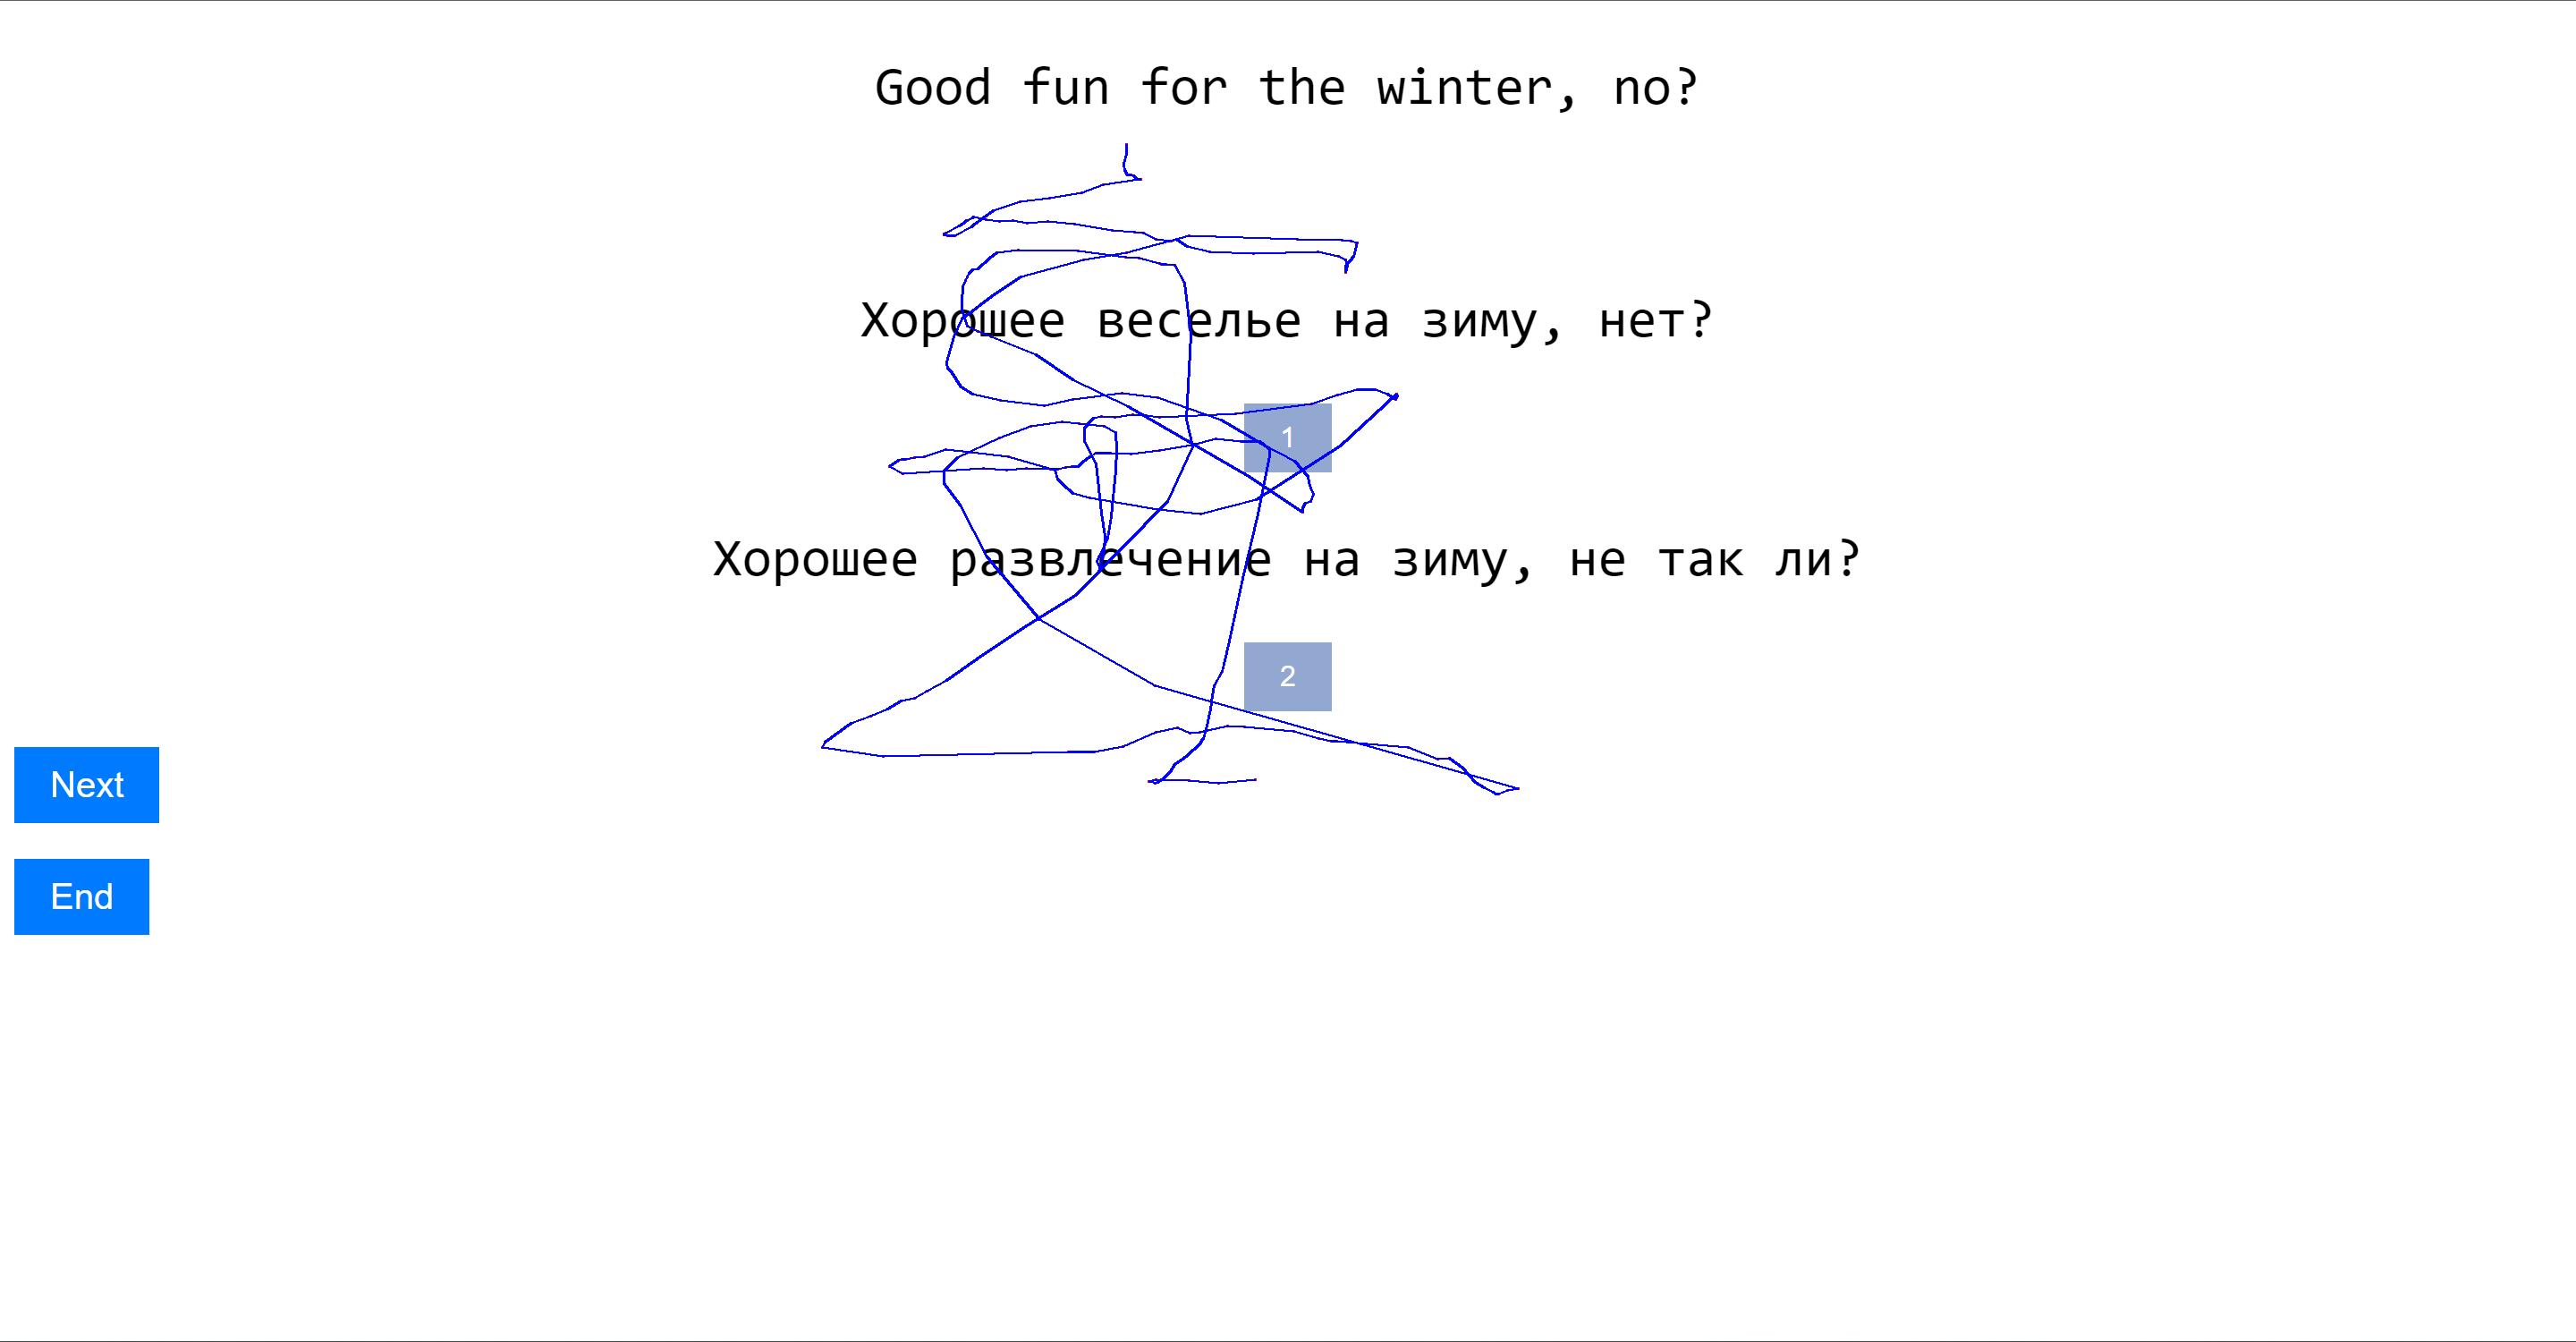 Good fun for the winter, no?
Хорошее веселье на зиму, нет?
1
Хорошее развлечение на зиму, не так ли?
2
Next
End